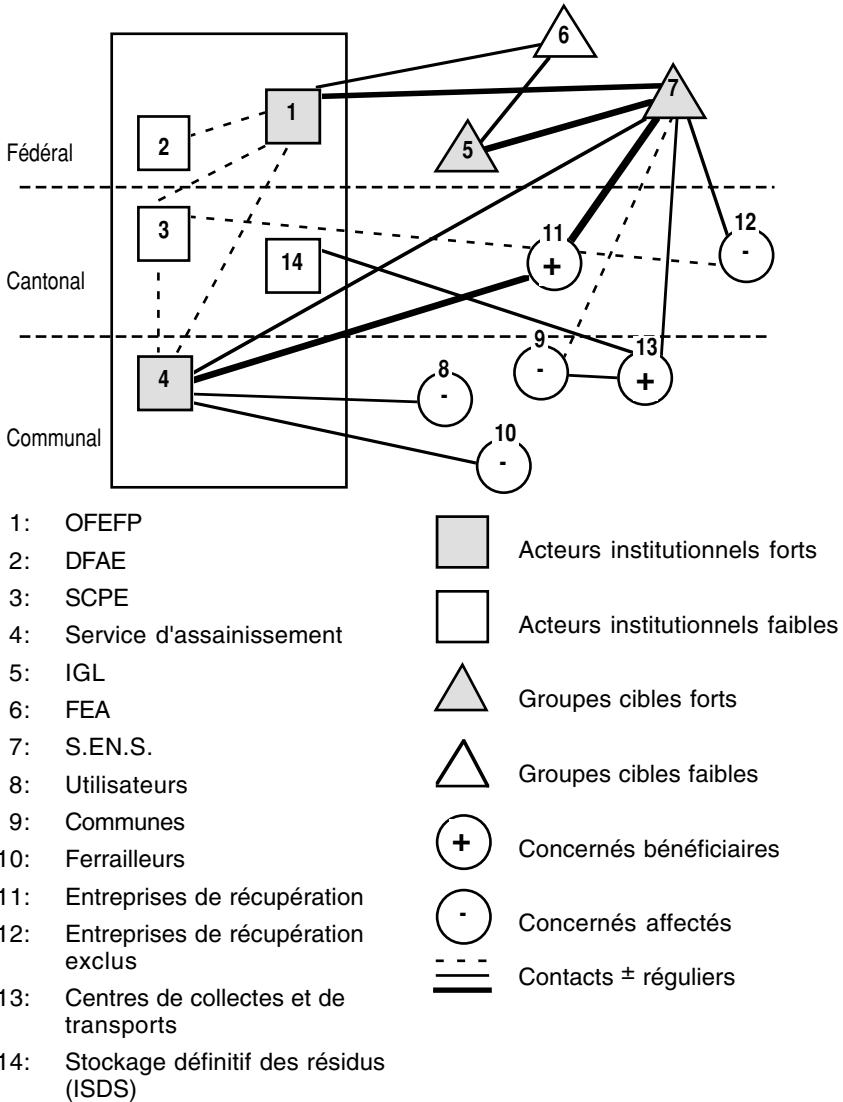 6
7
1
Fédéral
2
5
3
11
12
-
14
+
Cantonal
9
13
4
8
-
+
-
Communal
10
-
1: OFEFP
2: DFAE
3: SCPE
4: Service d'assainissement
5: IGL
6: FEA
7: S.EN.S.
8: Utilisateurs
9: Communes
10: Ferrailleurs
11: Entreprises de récupération
12: Entreprises de récupération
exclus
13: Centres de collectes et de
transports
14: Stockage définitif des résidus
(ISDS)
Acteurs institutionnels forts
Acteurs institutionnels faibles
Groupes cibles forts
Groupes cibles faibles
+ Concernés bénéficiaires
- Concernés affectés
Contacts ± réguliers